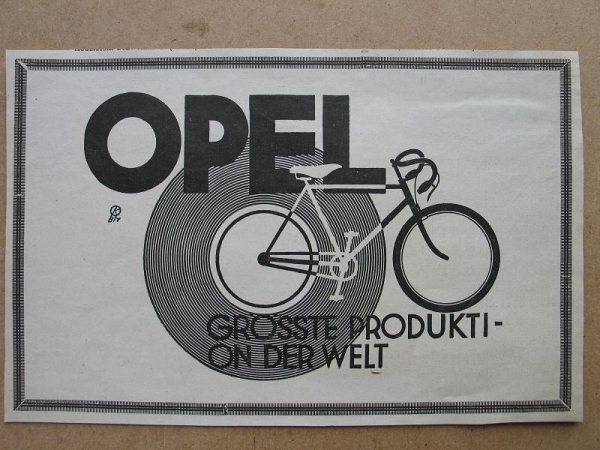 OPEL
GRÖSSTE PRODUKTI-
ON DER WELT